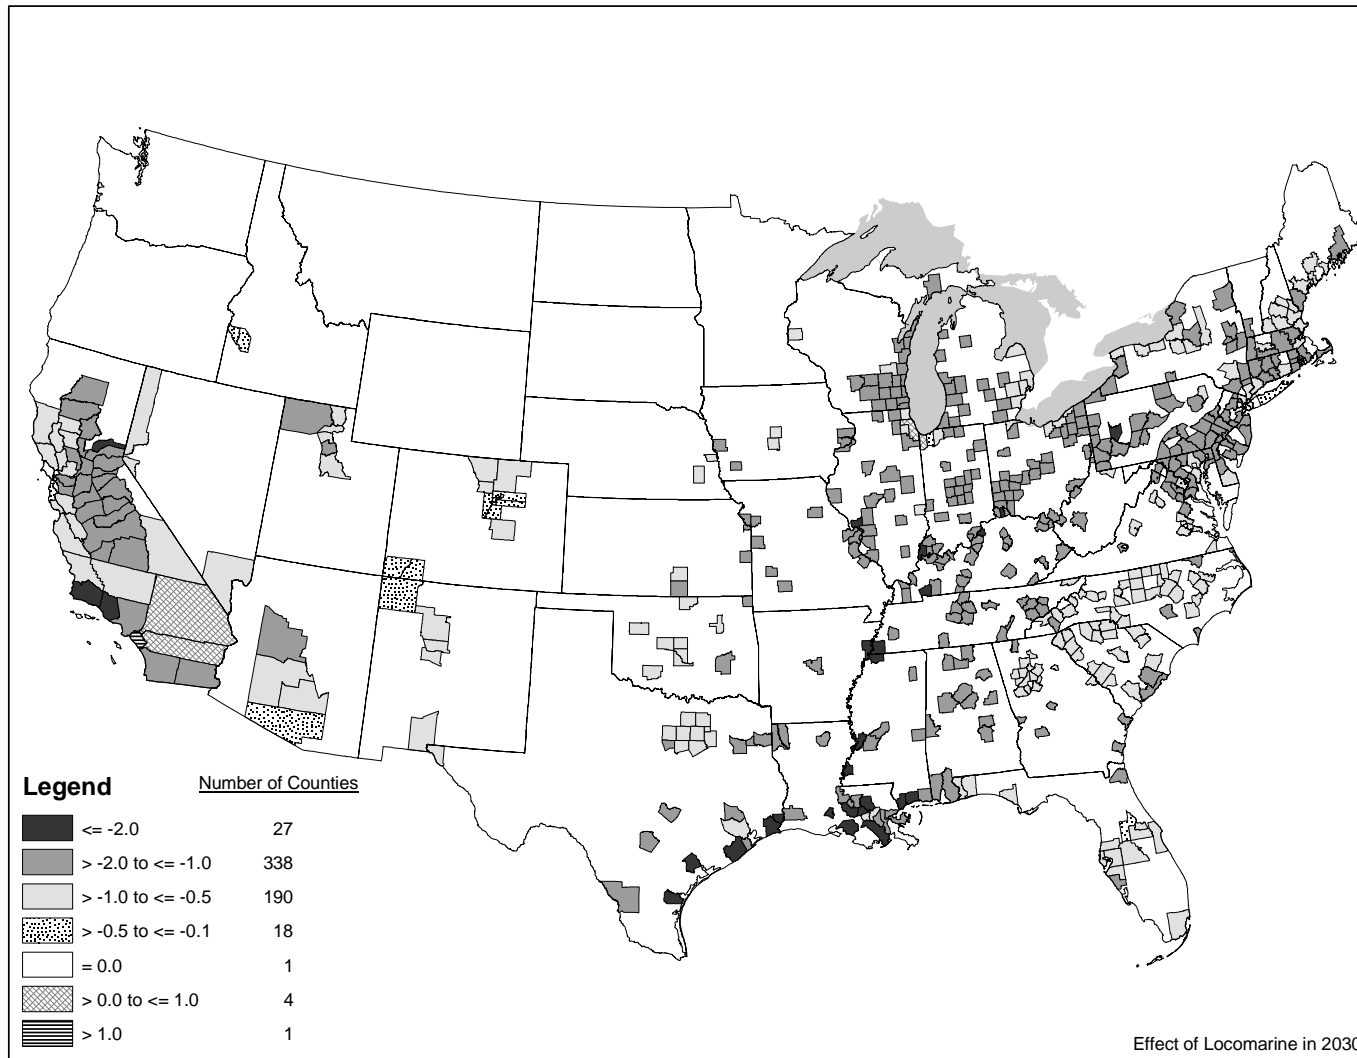 Legend Number of Counties
<= -2.0 27
> -2.0 to <= -1.0 338
> -1.0 to <= -0.5 190
> -0.5 to <= -0.1 18
= 0.0 1
> 0.0 to <= 1.0 4
> 1.0 1
Effect of Locomarine in 2030